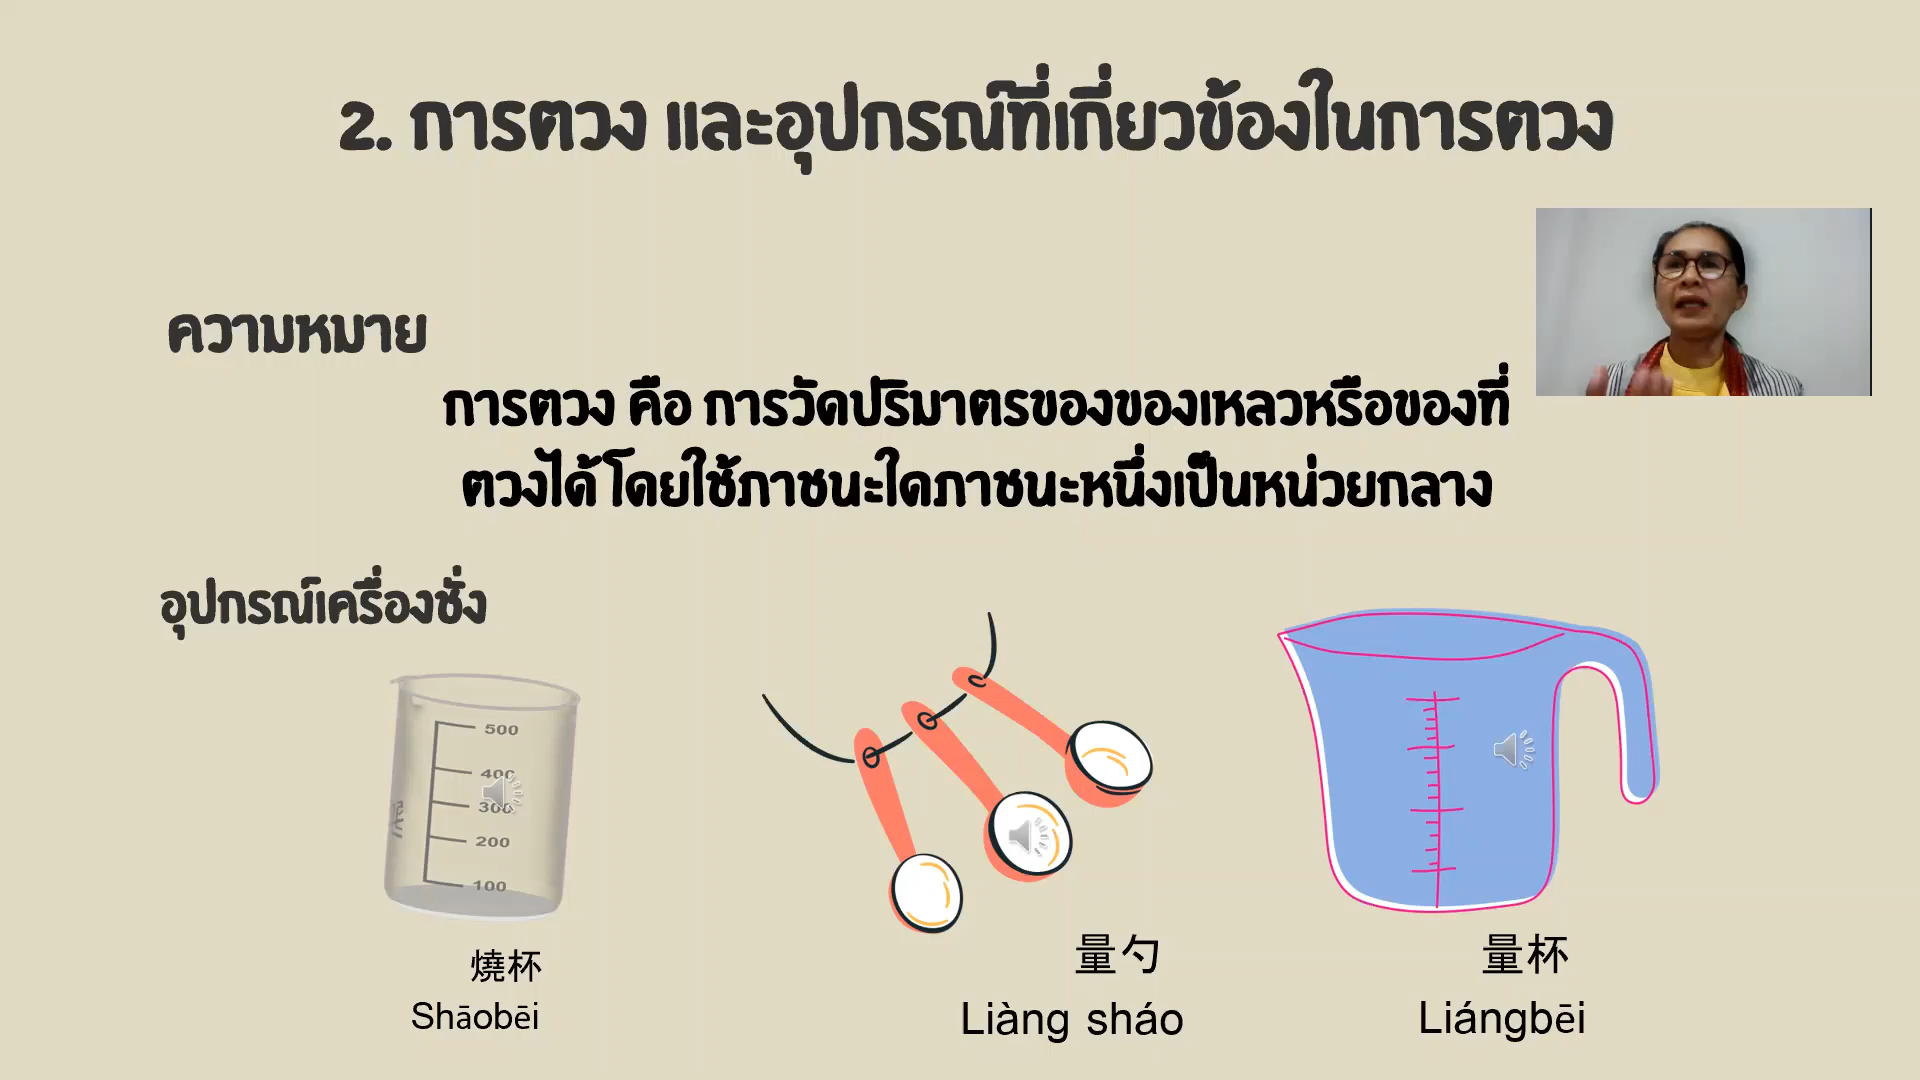 2. การตวง และอุปกรณ์ที่เกี่ยวข้องในการตวง
ความหมาย
การตวง คือ การวัดปริมาตรของของเหลวหรือของที่
ตวงได้ โดยใช้ภาชนะใดภาชนะหนึ่งเป็นหน่วยกลาง
อุปกรณ์เครื่องชั่ง
500
400
300
200
100
燒杯
Shāobēi
量勺
Liàng sháo
量杯
Liángbēi